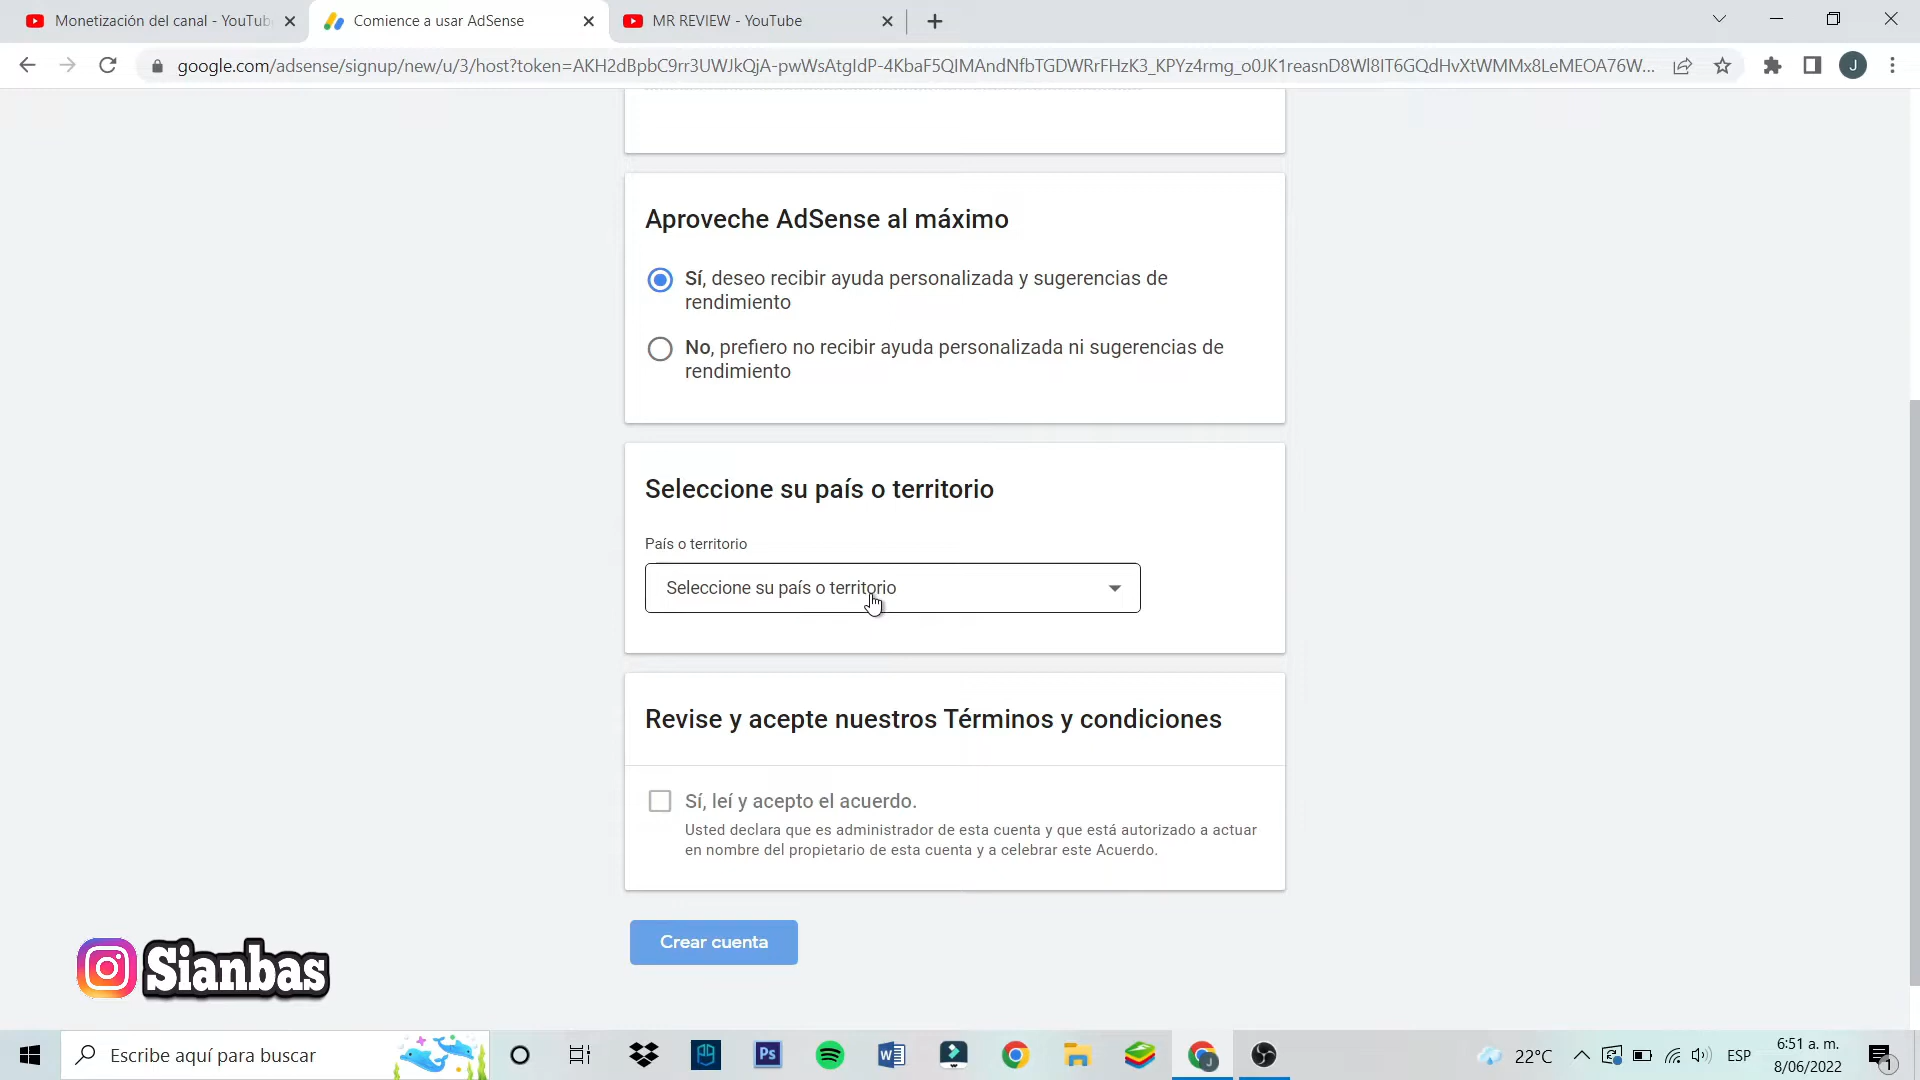 Monetización del canal - YouTub
Comience a usar AdSense
MR REVIEW - YouTube
google.com/adsense/signup/new/u/3/host?token=AKH2dBpbC9rr3UWJkQjA-pwWsAtgIdP-4KbaF5QIMAndNfbTGDWRrFHzK3_KPYz4rmg_o0JK1reasnD8Wl8IT6GQdHvXtWMMx8LeMEOA76W...
J
Aproveche AdSense al máximo
Sí, deseo recibir ayuda personalizada y sugerencias de
rendimiento
No, prefiero no recibir ayuda personalizada ni sugerencias de
rendimiento
Seleccione su país o territorio
País o territorio
Seleccione su país o territorio
Revise y acepte nuestros Términos y condiciones
Sí, leí y acepto el acuerdo.
Usted declara que es administrador de esta cuenta y que está autorizado a actuar
en nombre del propietario de esta cuenta y a celebrar este Acuerdo.
Crear cuenta
Sianbas
Escribe aquí para buscar
Ps
W
J
22°C
ESP
6:51 a. m.
8/06/2022
1